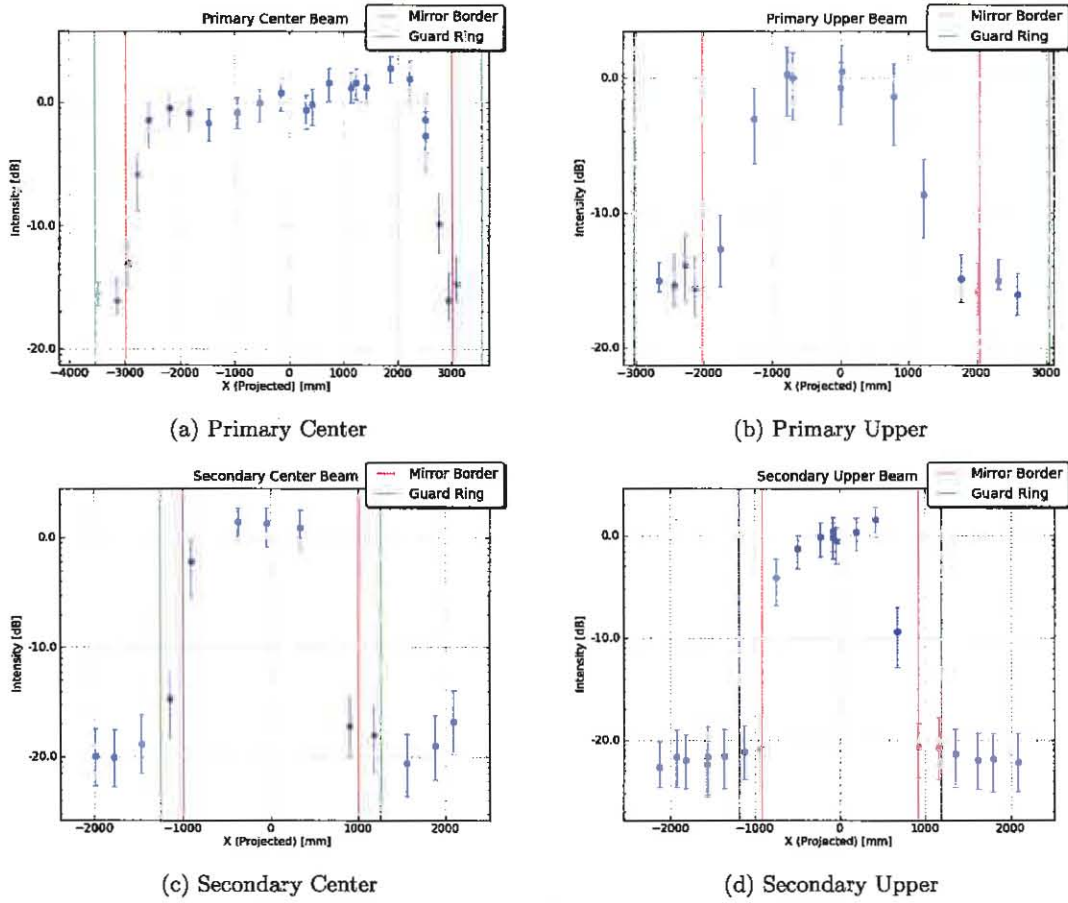 Primary Center Beam
Mirror Border
Guard Ring
Intensity [dB]
0.0
-10.0
-20.0
-4000 -3000 -2000 -1000 0 1000 2000 3000
X (Projected) [mm]
(a) Primary Center
Primary Upper Beam
Mirror Border
Guard Ring
Intensity [dB]
0.0
-10.0
-20.0
-3000 -2000 -1000 0 1000 2000 3000
X (Projected) [mm]
(b) Primary Upper
Secondary Center Beam
Mirror Border
Guard Ring
Intensity [dB]
0.0
-10.0
-20.0
-2000 -1000 0 1000 2000
X (Projected) [mm]
(c) Secondary Center
Secondary Upper Beam
Mirror Border
Guard Ring
Intensity [dB]
0.0
-10.0
-20.0
-2000 -1000 0 1000 2000
X (Projected) [mm]
(d) Secondary Upper